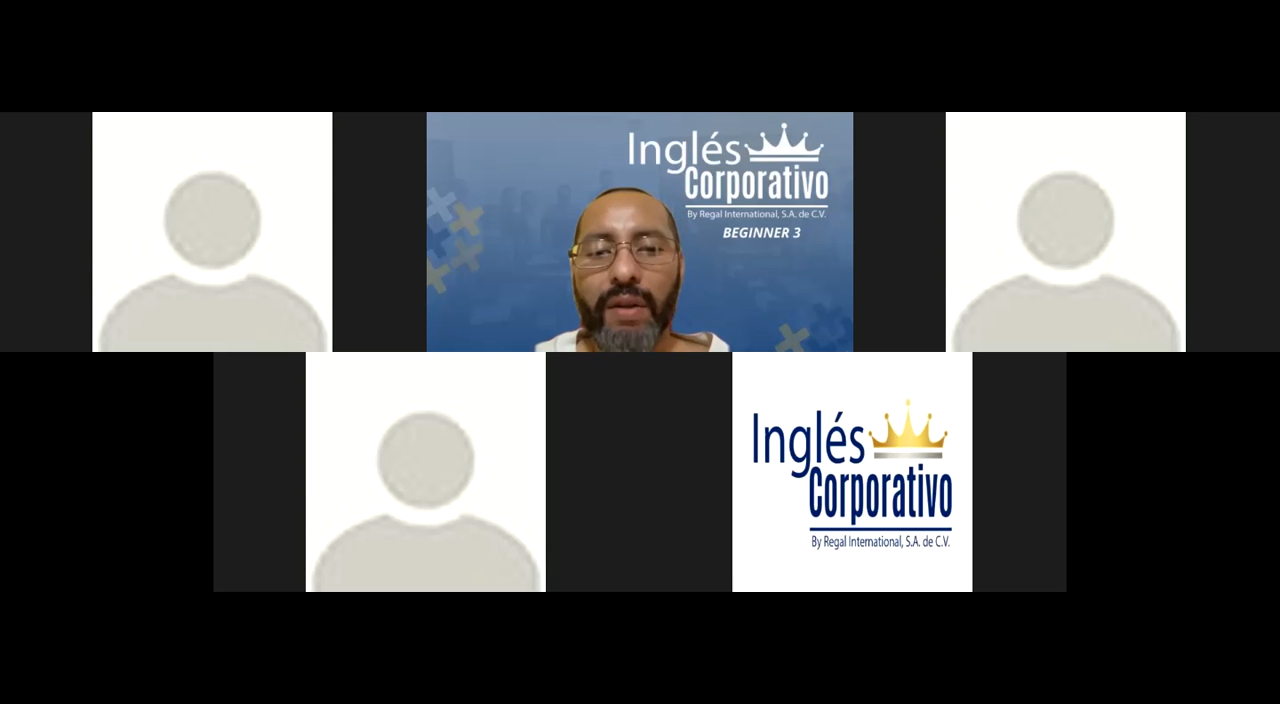 Inglés
Corporativo
By Regal International, S.A. de C.V.
BEGINNER 3
Inglés
Corporativo
By Regal International, S.A. de C.V.